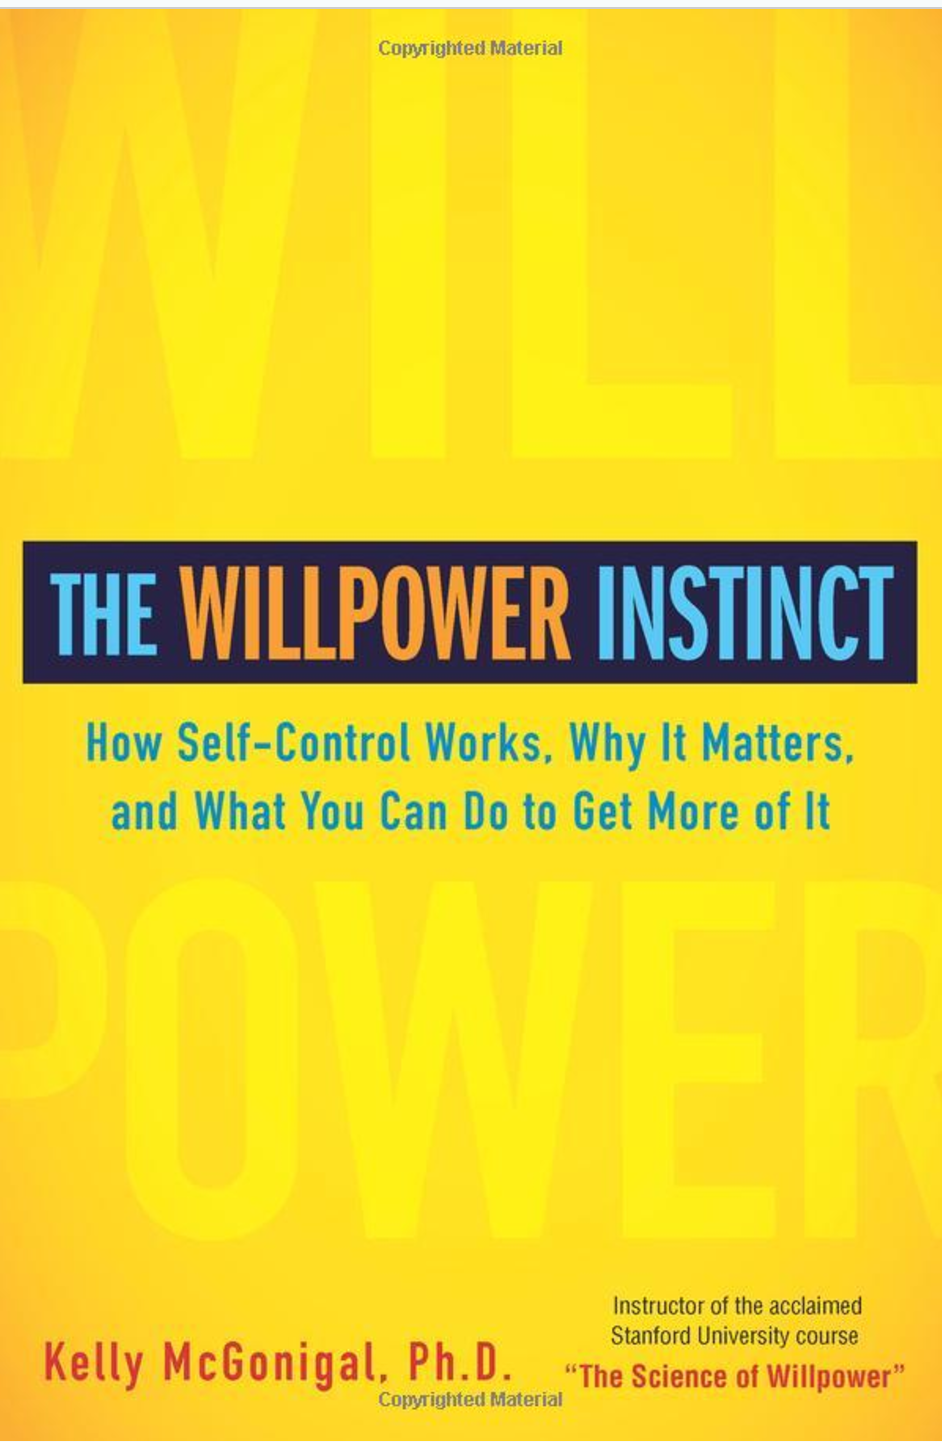 Copyrighted Material
WILL
THE WILLPOWER INSTINCT
How Self-Control Works, Why It Matters,
and What You Can Do to Get More of It
POWER
Instructor of the acclaimed
Stanford University course
Kelly McGonigal, Ph.D.
“The Science of Willpower”
Copyrighted Material